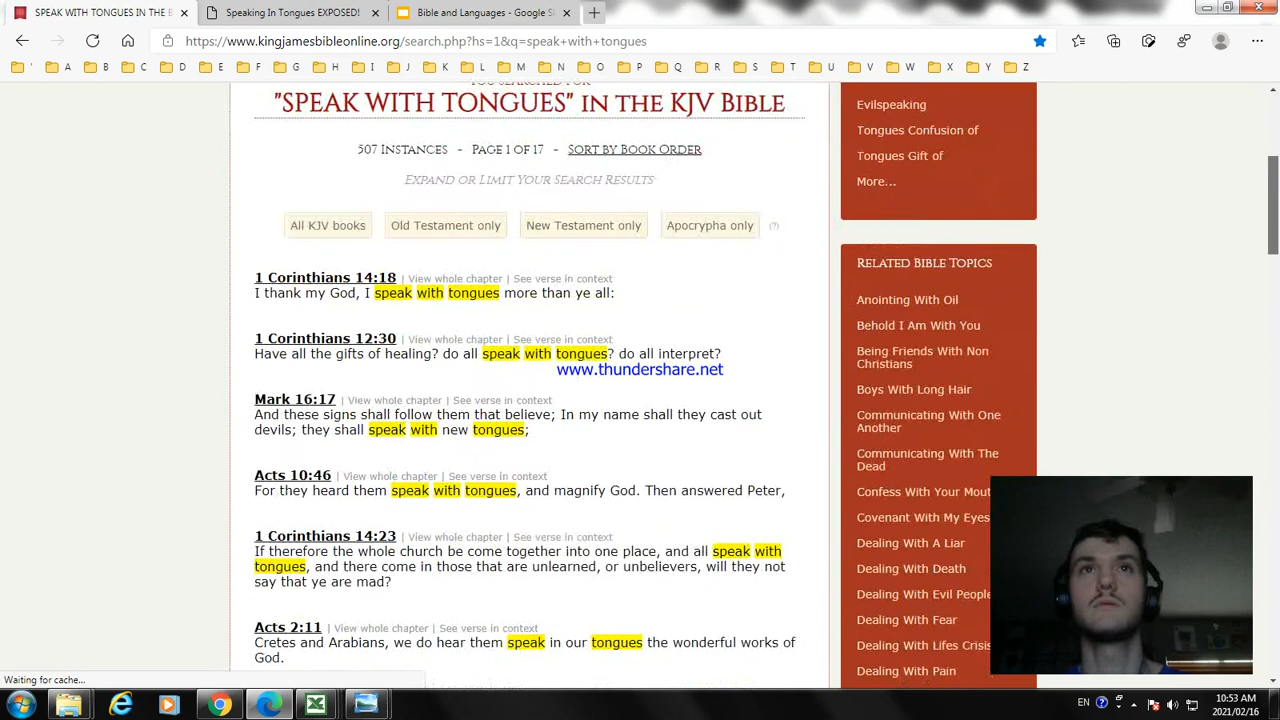 WITH TONGUES" IN THE KJV BIBLE
Speaking In Tongues EXPOSED!
Bible and Languages - Google S
https://www.kingjamesbibleonline.org/search.php?hs=1&q=speak+with+tongues
' A B C D E F G H I J K L M N O P Q R S T U V W X Y Z
YOU SEARCHED FOR
"SPEAK WITH TONGUES" IN THE KJV BIBLE
507 INSTANCES - PAGE 1 OF 17 - SORT BY BOOK ORDER
EXPAND OR LIMIT YOUR SEARCH RESULTS:
All KJV books Old Testament only New Testament only Apocrypha only (?)
1 Corinthians 14:18 | View whole chapter | See verse in context
I thank my God, I speak with tongues more than ye all:
1 Corinthians 12:30 | View whole chapter | See verse in context
Have all the gifts of healing? do all speak with tongues? do all interpret?
www.thundershare.net
Mark 16:17 | View whole chapter | See verse in context
And these signs shall follow them that believe; In my name shall they cast out
devils; they shall speak with new tongues;
Acts 10:46 | View whole chapter | See verse in context
For they heard them speak with tongues, and magnify God. Then answered Peter,
1 Corinthians 14:23 | View whole chapter | See verse in context
If therefore the whole church be come together into one place, and all speak with
tongues, and there come in those that are unlearned, or unbelievers, will they not
say that ye are mad?
Acts 2:11 | View whole chapter | See verse in context
Cretes and Arabians, we do hear them speak in our tongues the wonderful works of
God.
Evilspeaking
Tongues Confusion of
Tongues Gift of
More...
RELATED BIBLE TOPICS
Anointing With Oil
Behold I Am With You
Being Friends With Non
Christians
Boys With Long Hair
Communicating With One
Another
Communicating With The
Dead
Confess With Your Mout
Covenant With My Eyes
Dealing With A Liar
Dealing With Death
Dealing With Evil People
Dealing With Fear
Dealing With Lifes Crisis
Dealing With Pain
Waiting for cache...
EN
10:53 AM
2021/02/16